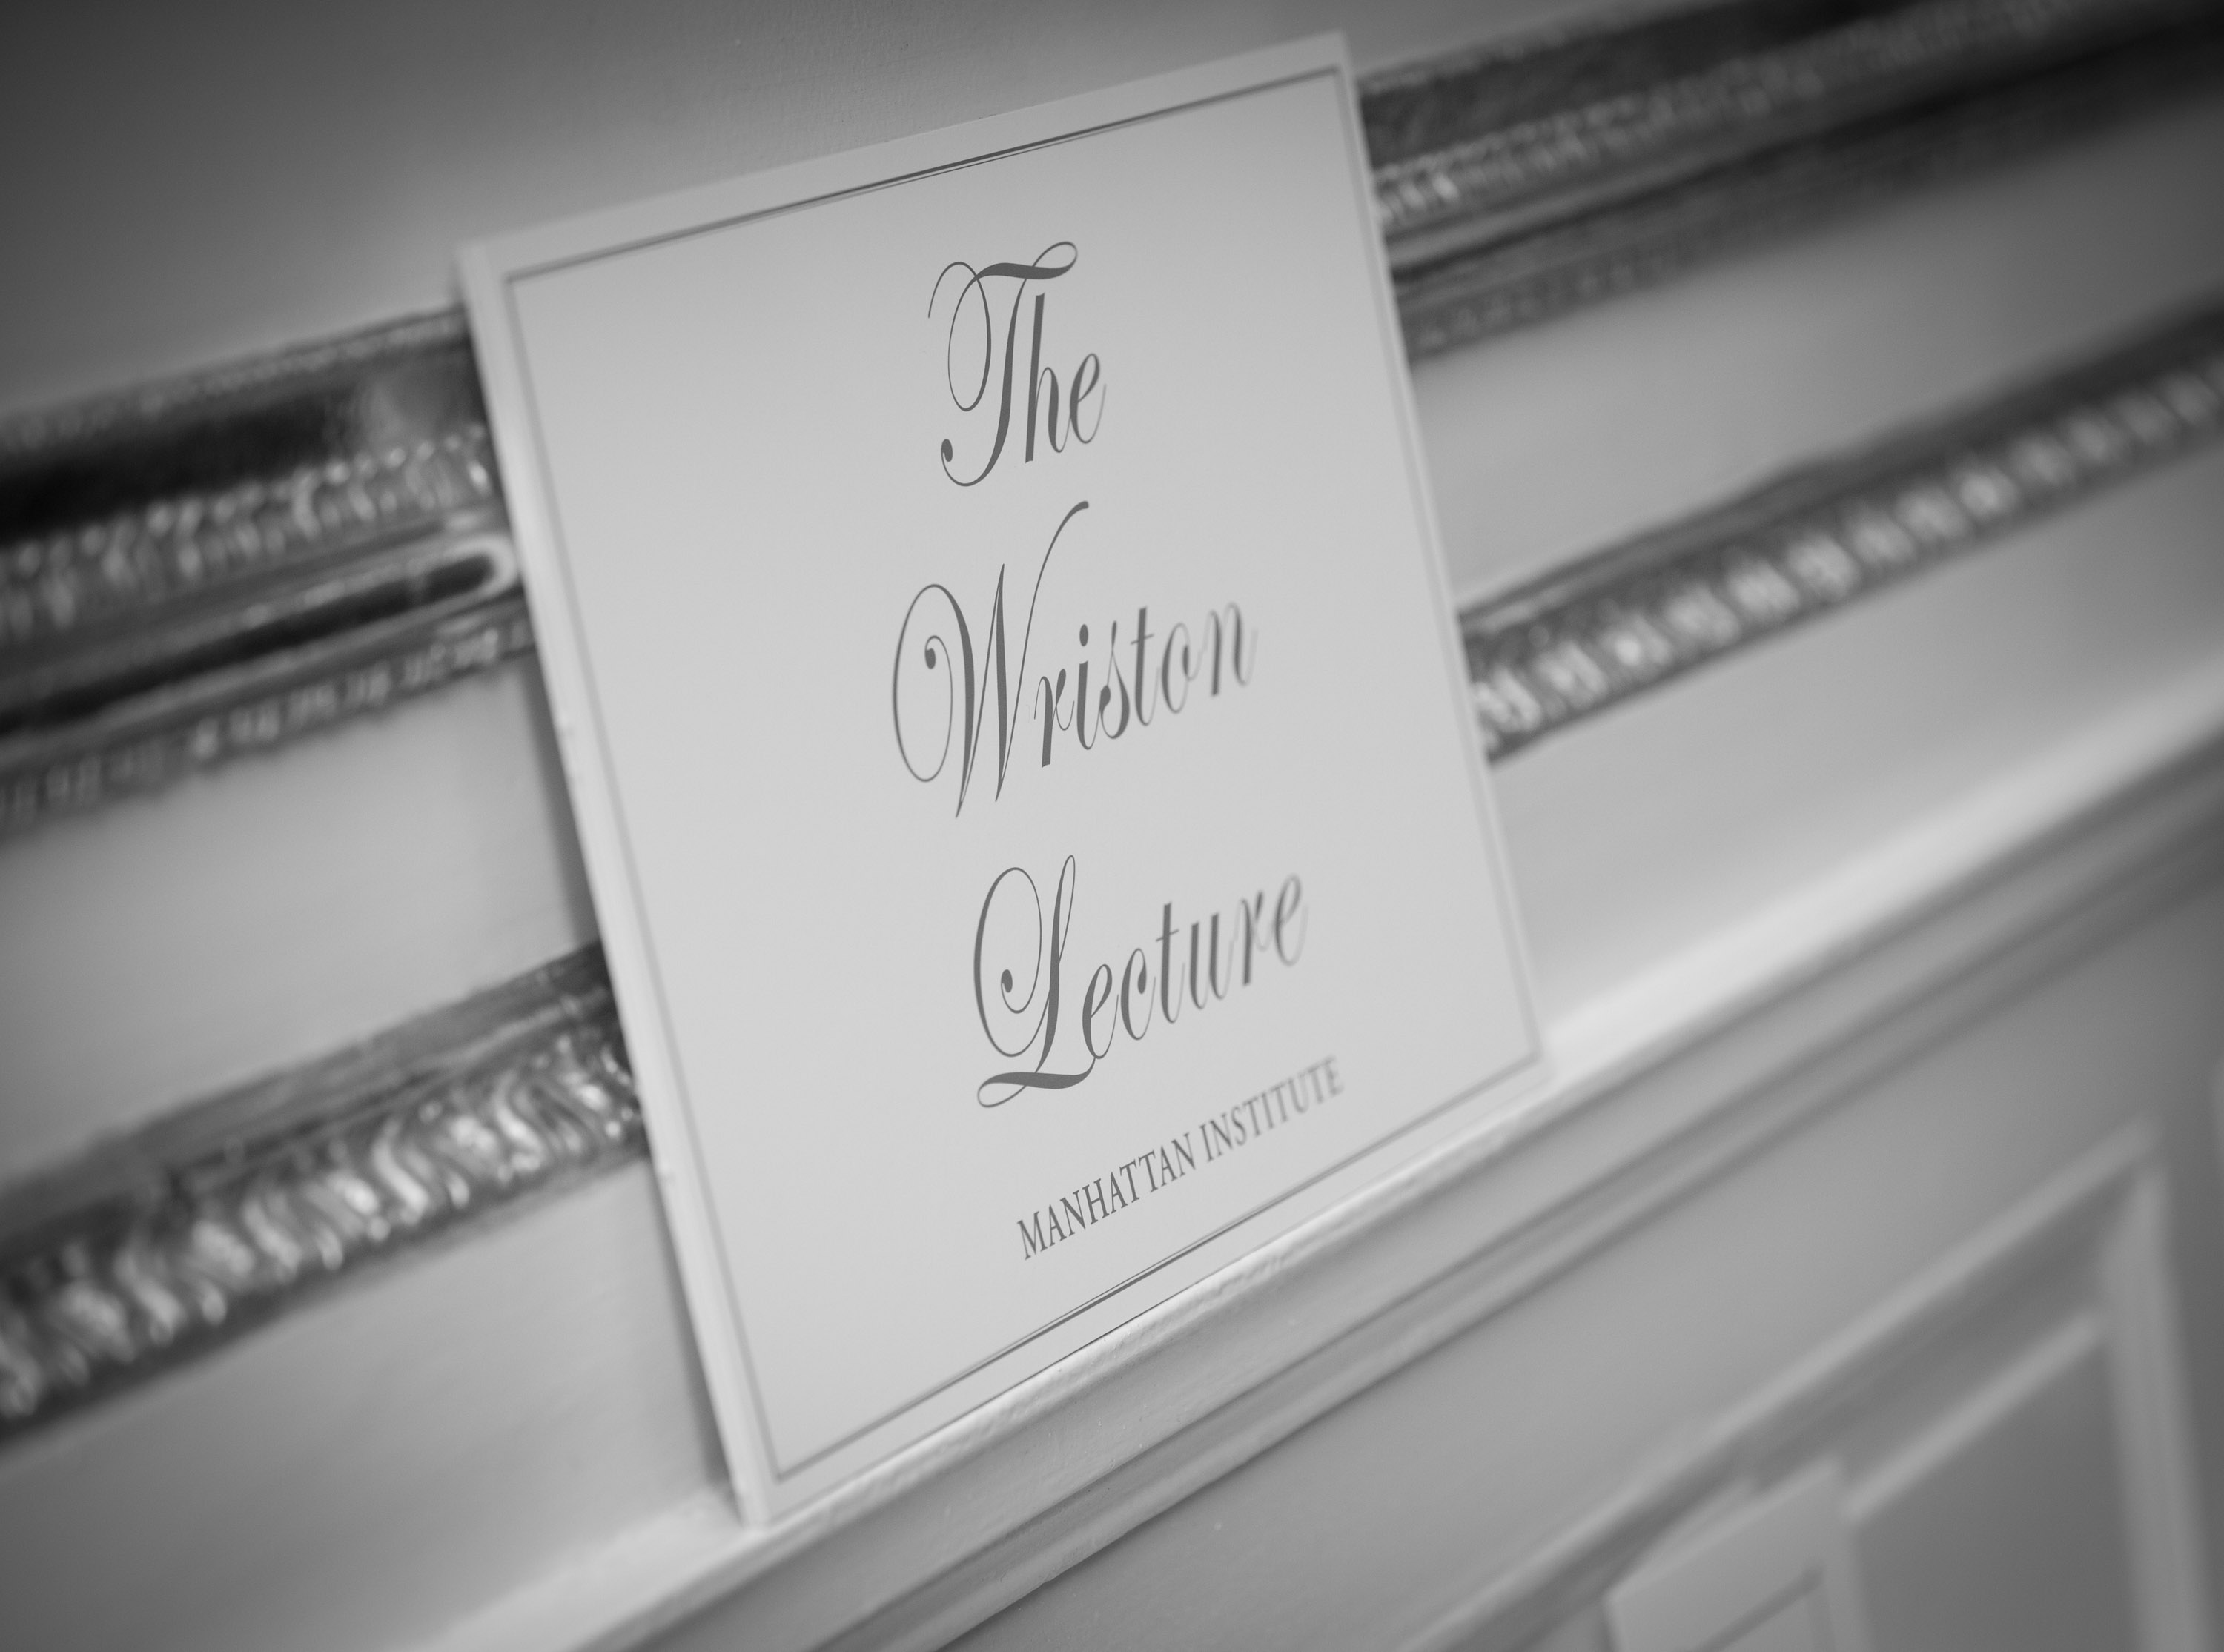 The
Wriston
Lecture
MANHATTAN INSTITUTE